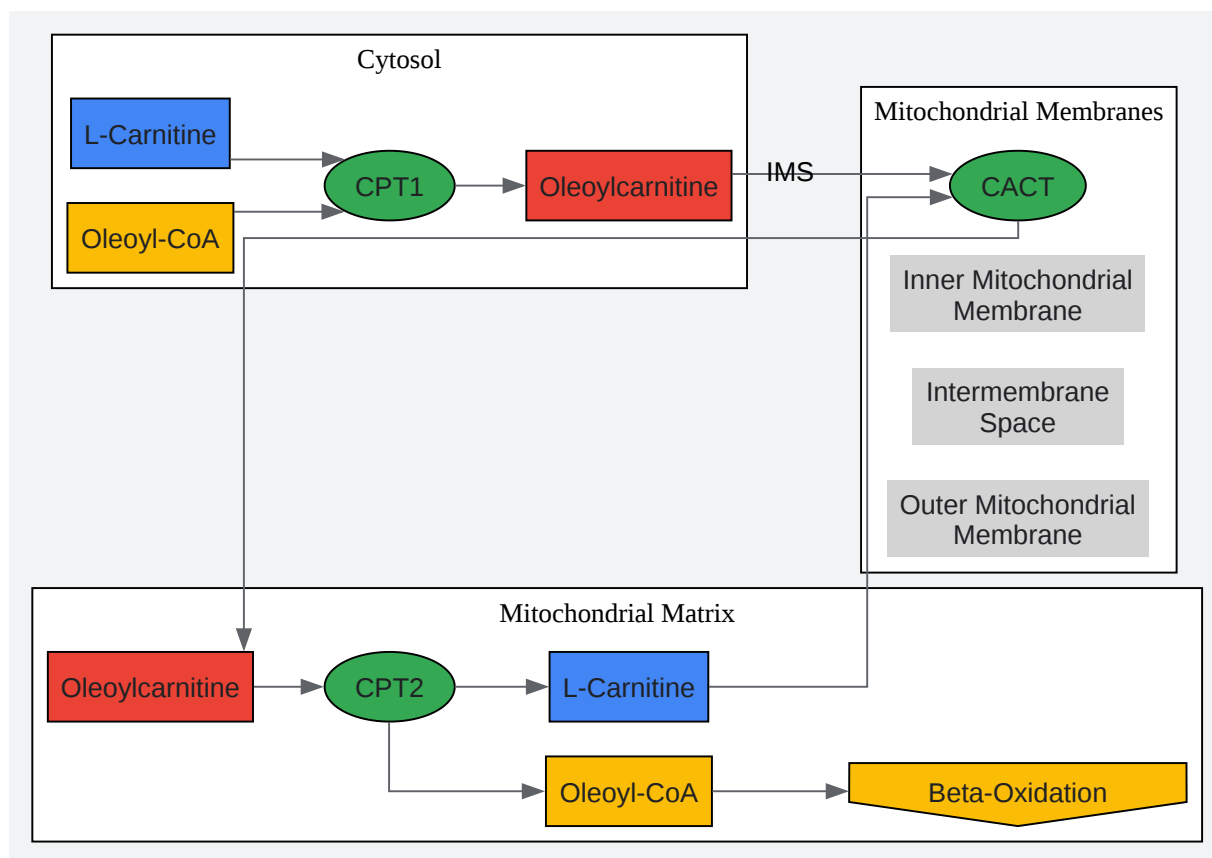 Cytosol
L-Carnitine
Oleoyl-CoA
CPT1
Oleoylcarnitine
IMS
Mitochondrial Membranes
CACT
Inner Mitochondrial
Membrane
Intermembrane
Space
Outer Mitochondrial
Membrane
Mitochondrial Matrix
Oleoylcarnitine
CPT2
L-Carnitine
Oleoyl-CoA
Beta-Oxidation